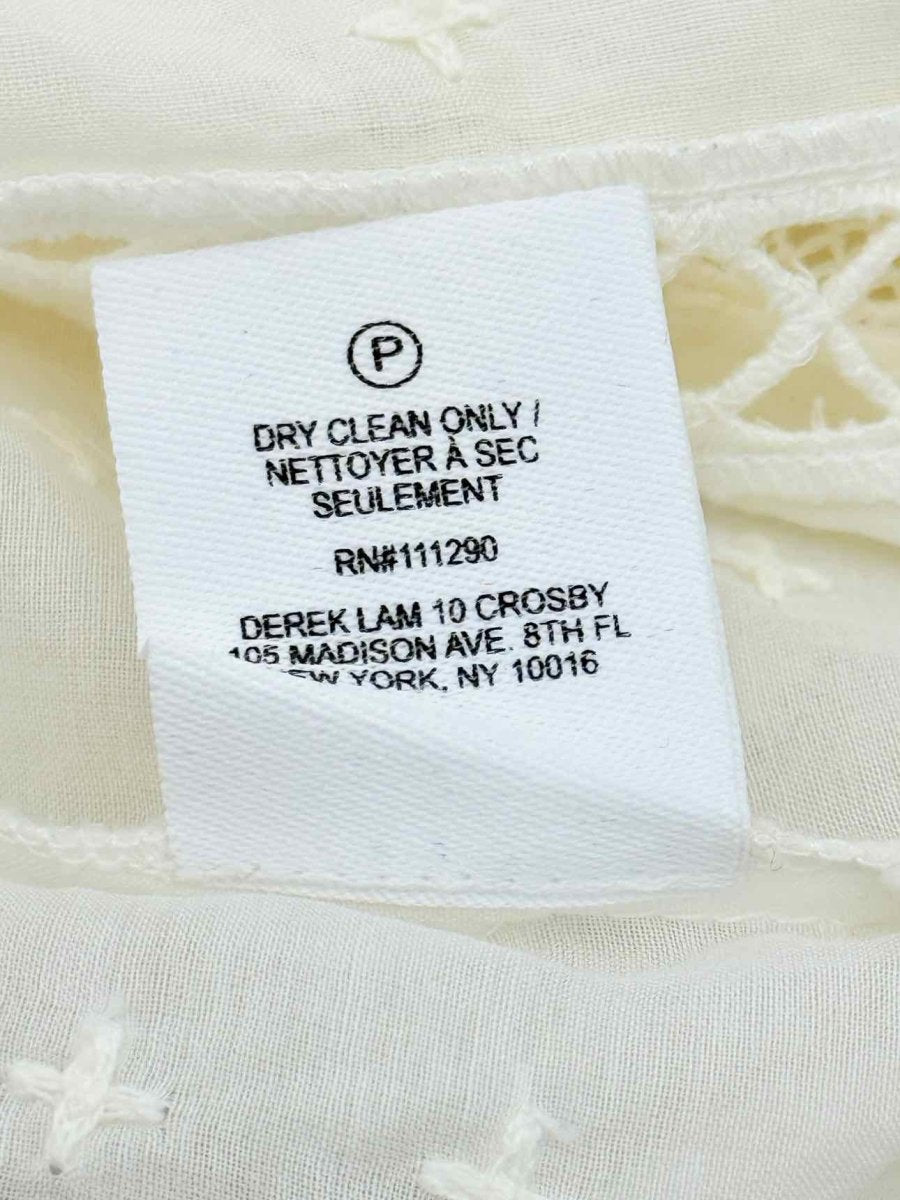 P
DRY CLEAN ONLY /
NETTOYER À SEC
SEULEMENT
RN#111290
DEREK LAM 10 CROSBY
105 MADISON AVE. 8TH FL
NEW YORK, NY 10016